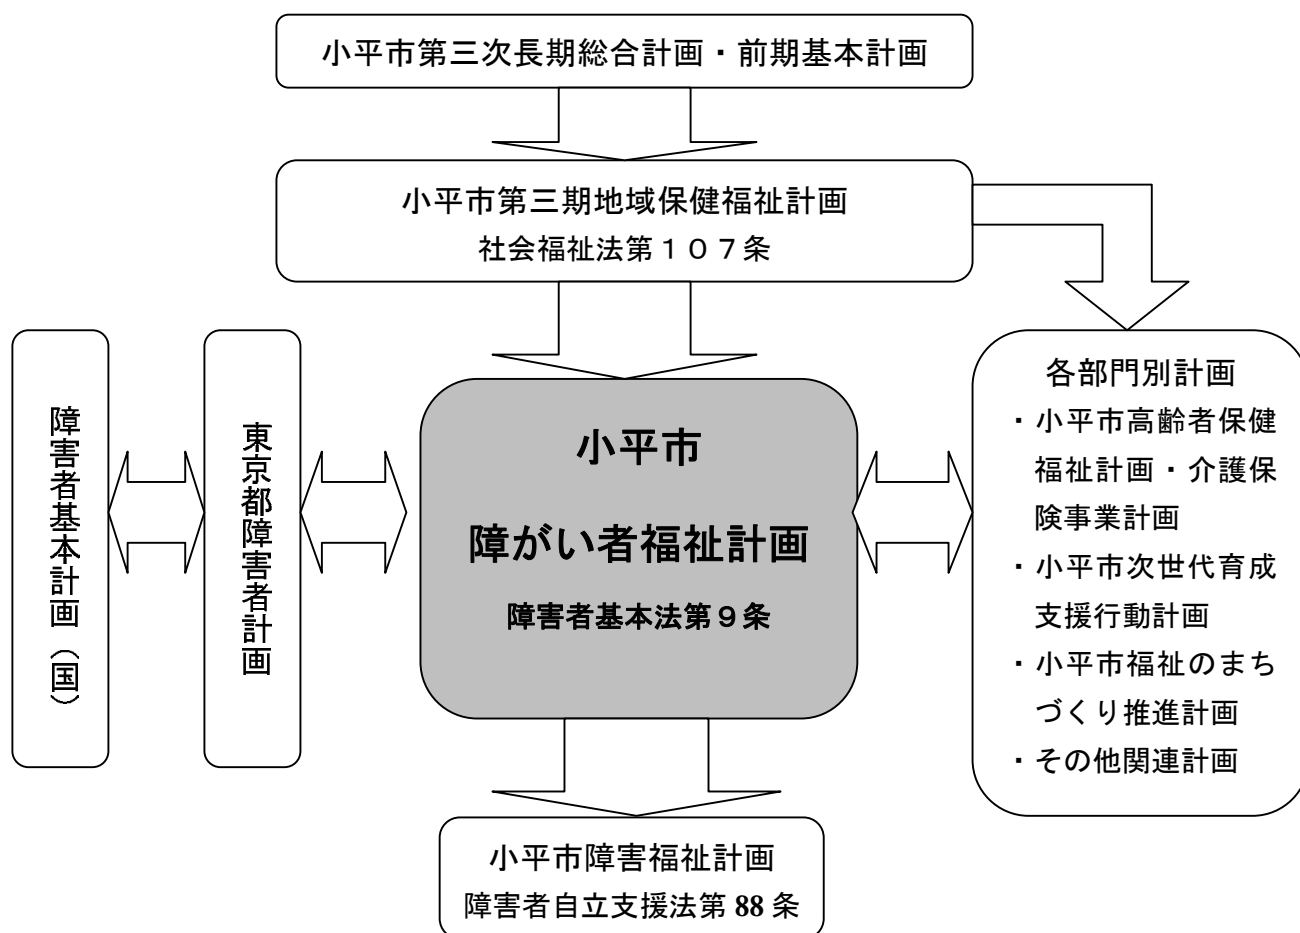 小平市第三次長期総合計画・前期基本計画
小平市第三期地域保健福祉計画
社会福祉法第１０７条
障害者基本計画（国）
東京都障害者計画
小平市
障がい者福祉計画
障害者基本法第９条
各部門別計画
・小平市高齢者保健
福祉計画・介護保
険事業計画
・小平市次世代育成
支援行動計画
・小平市福祉のまち
づくり推進計画
・その他関連計画
小平市障害福祉計画
障害者自立支援法第 88 条